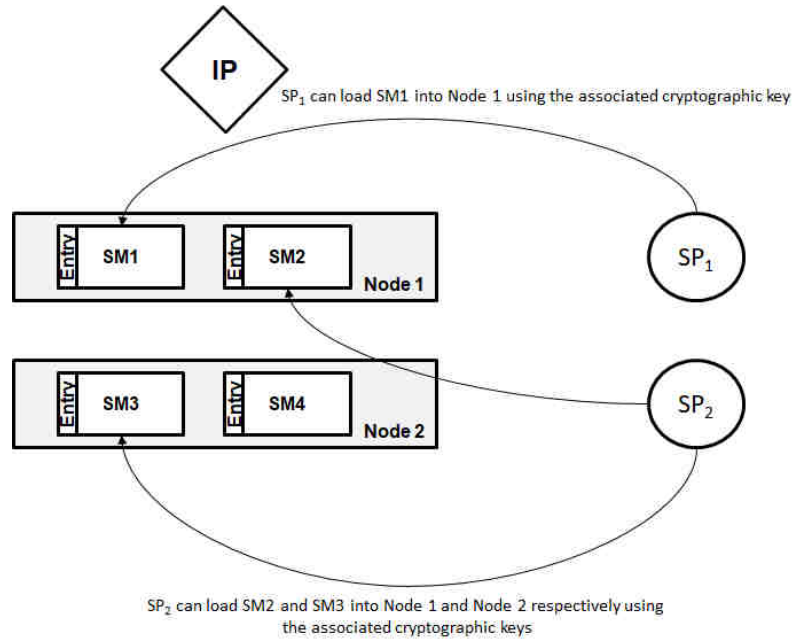 IP
SP₁ can load SM1 into Node 1 using the associated cryptographic key
Entry
SM1
Entry
SM2
Node 1
SP₁
Entry
SM3
Entry
SM4
Node 2
SP₂
SP₂ can load SM2 and SM3 into Node 1 and Node 2 respectively using
the associated cryptographic keys